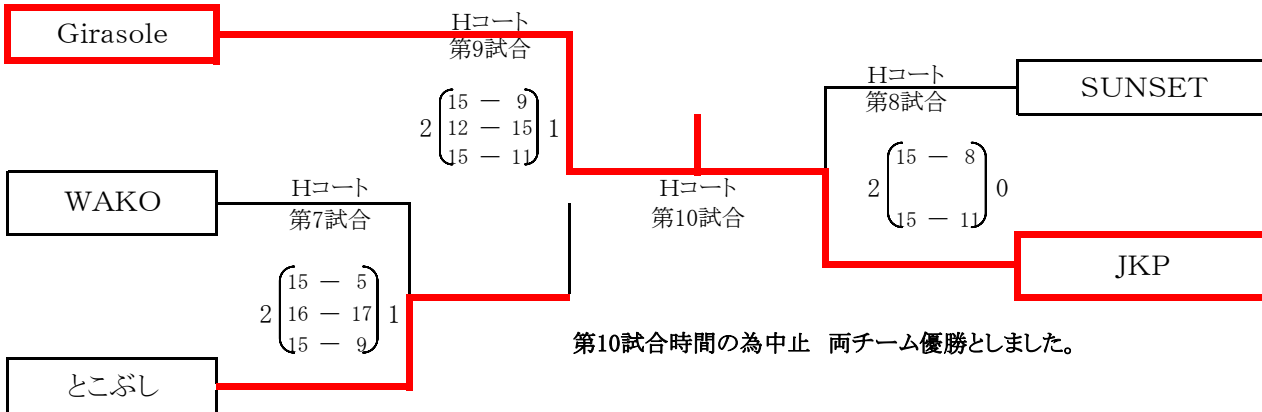 Girasole
Hコート
第9試合
2 15 － 9 1
12 － 15
15 － 11
Hコート
第8試合
SUNSET
2 15 － 8 0
15 － 11
WAKO
Hコート
第7試合
Hコート
第10試合
JKP
2 15 － 5 1
16 － 17
15 － 9
第10試合時間の為中止 両チーム優勝としました。
とこぶし